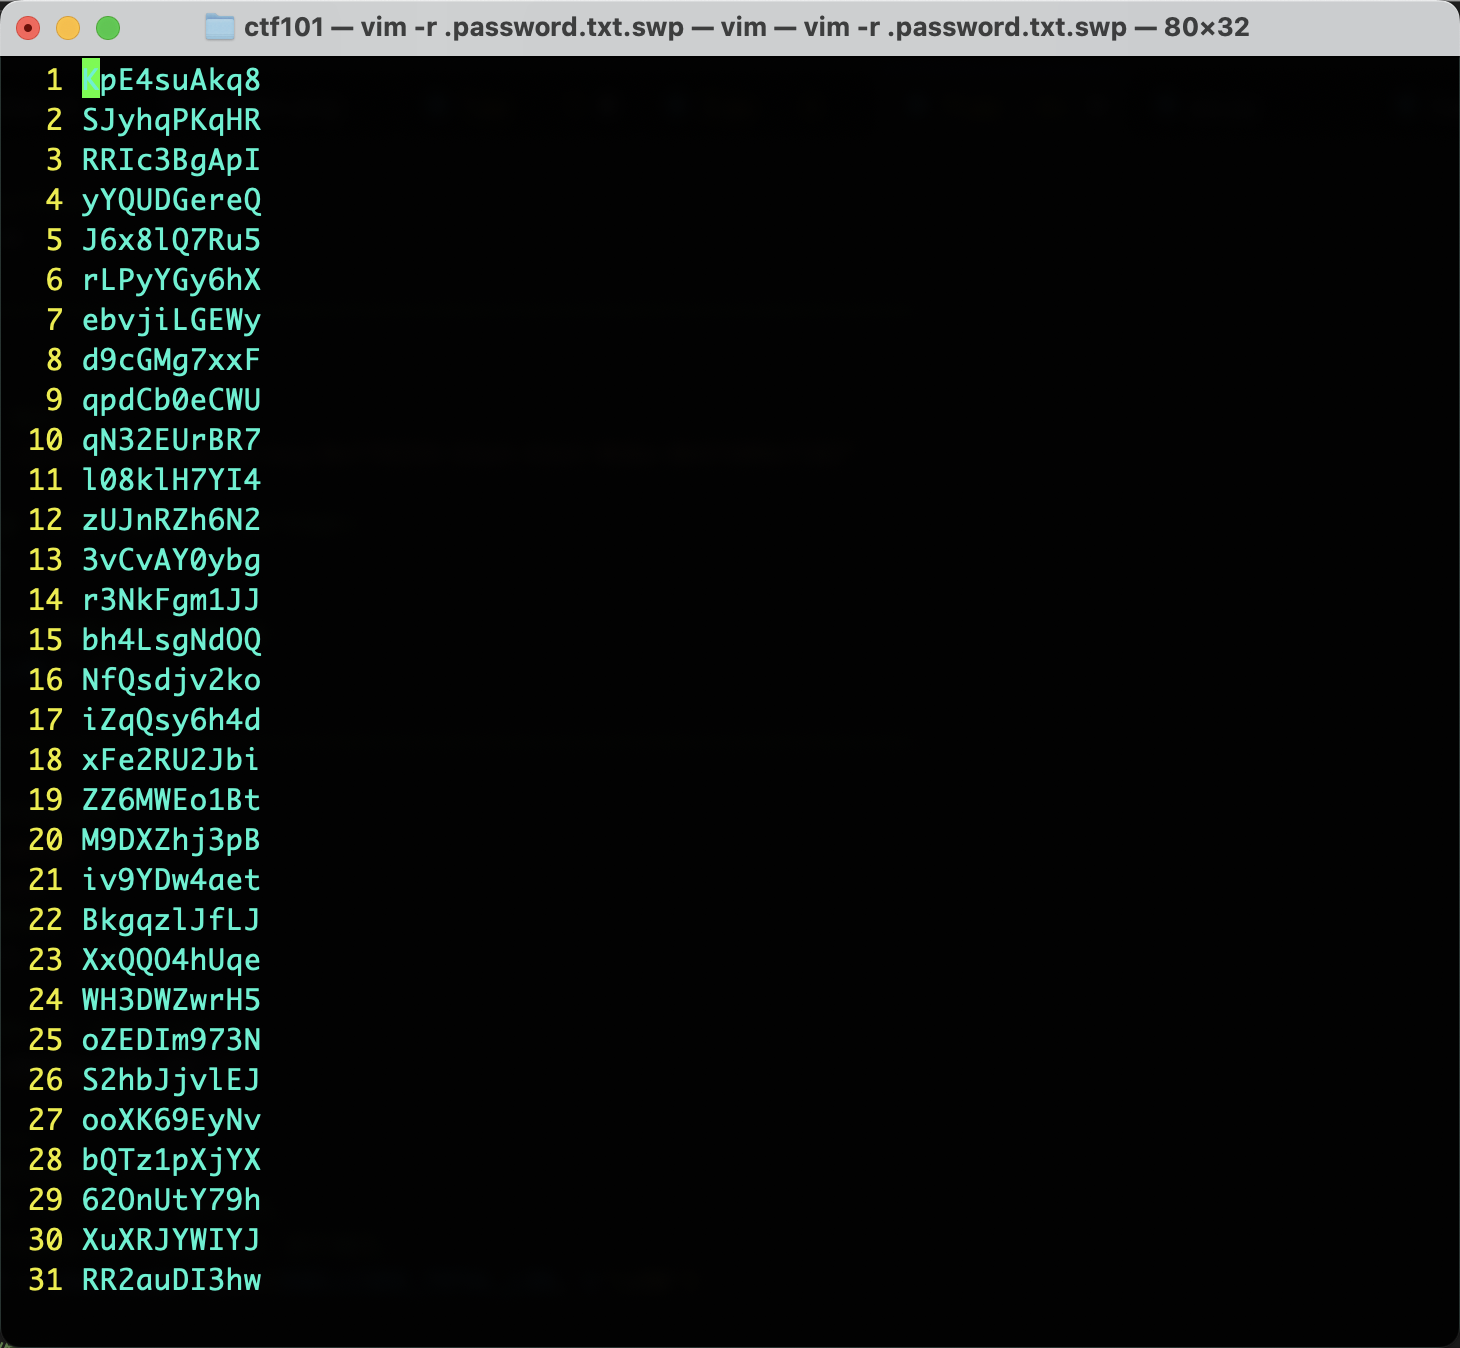 ctf101 — vim -r .password.txt.swp — vim — vim -r .password.txt.swp — 80×32
1 KpE4suAkq8
2 SJyhqPKqHR
3 RRIc3BgApI
4 yYQUDGereQ
5 J6x8lQ7Ru5
6 rLPyYGy6hX
7 ebvjiLGEWy
8 d9cGMg7xxF
9 qpdCb0eCWU
10 qN32EUrBR7
11 l08klH7YI4
12 zUJnRZh6N2
13 3vCvAY0ybg
14 r3NkFgm1JJ
15 bh4LsgNdOQ
16 NfQsdjv2ko
17 iZqQsy6h4d
18 xFe2RU2Jbi
19 ZZ6MWEo1Bt
20 M9DXZhj3pB
21 iv9YDw4aet
22 BkgqzlJfLJ
23 XxQQO4hUqe
24 WH3DWZwrH5
25 oZEDIm973N
26 S2hbJjvlEJ
27 ooXK69EyNv
28 bQTz1pXjYX
29 62OnUtY79h
30 XuXRJYWIYJ
31 RR2auDI3hw